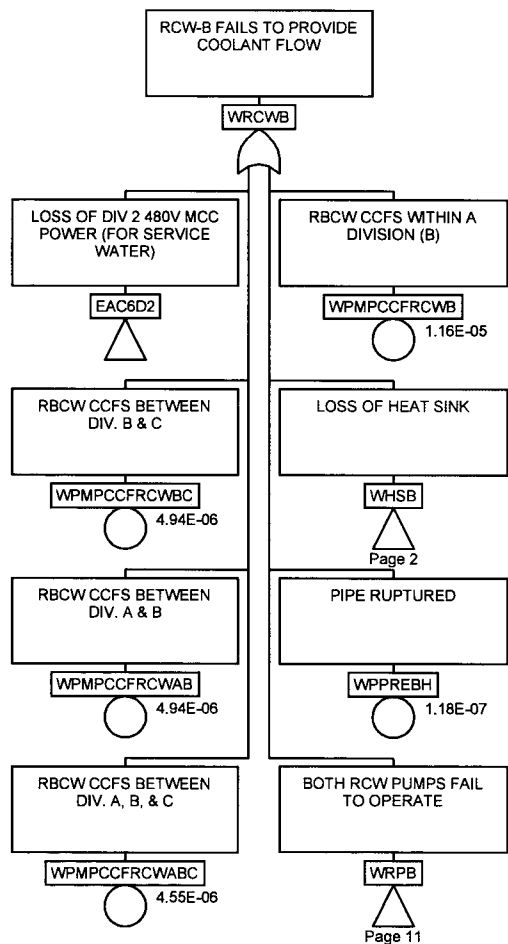 RCW-B FAILS TO PROVIDE
COOLANT FLOW
WRCWB
LOSS OF DIV 2 480V MCC
POWER (FOR SERVICE
WATER)
EAC6D2
RBCW CCFS WITHIN A
DIVISION (B)
WPMPCCFRCWB
1.16E-05
RBCW CCFS BETWEEN
DIV. B & C
WPMPCCFRCWBC
4.94E-06
LOSS OF HEAT SINK
WHSB
Page 2
RBCW CCFS BETWEEN
DIV. A & B
WPMPCCFRCWAB
4.94E-06
PIPE RUPTURED
WPPREBH
1.18E-07
RBCW CCFS BETWEEN
DIV. A, B, & C
WPMPCCFRCWABC
4.55E-06
BOTH RCW PUMPS FAIL
TO OPERATE
WRPB
Page 11